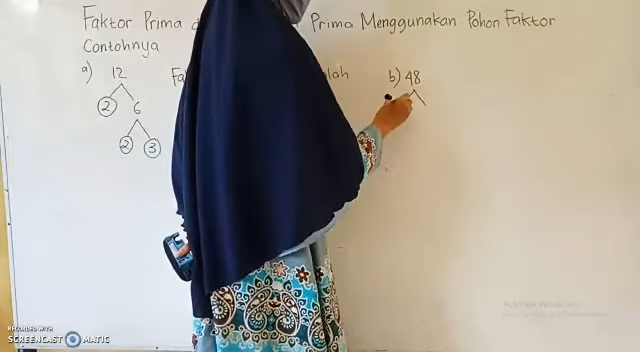 Faktor Prima d Prima Menggunakan Pohon Faktor
Contohnya
a) 12 Fa lah b) 48
2 6
2 3
RECORDED WITH
SCREENCAST MATIC